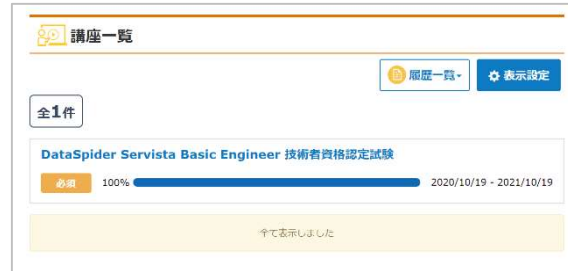 講座一覧
履歴一覧 表示設定
全1件
DataSpider Servista Basic Engineer 技術者資格認定試験
必須 100% 2020/10/19 - 2021/10/19
全て表示しました